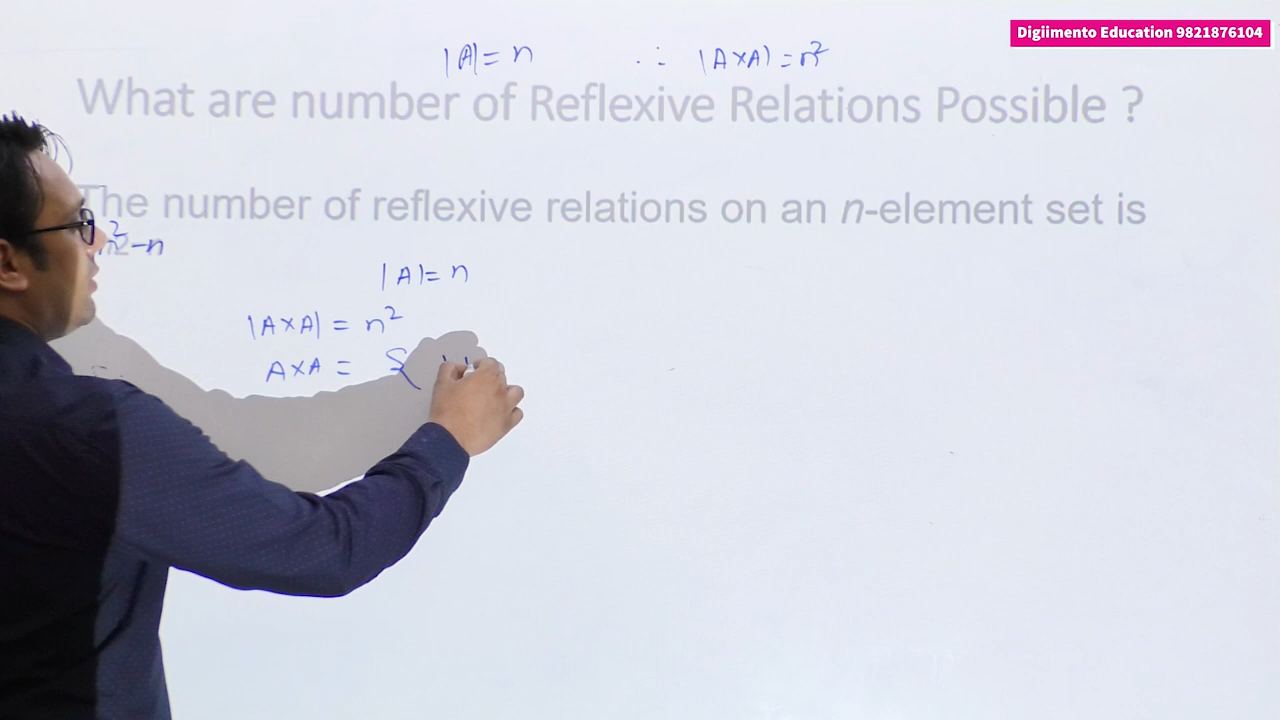 Digiimento Education 9821876104
|A| = n ∴ |A×A| = n²
What are number of Reflexive Relations Possible ?
The number of reflexive relations on an n-element set is
n²-n
|A| = n
|A×A| = n²
A×A = {